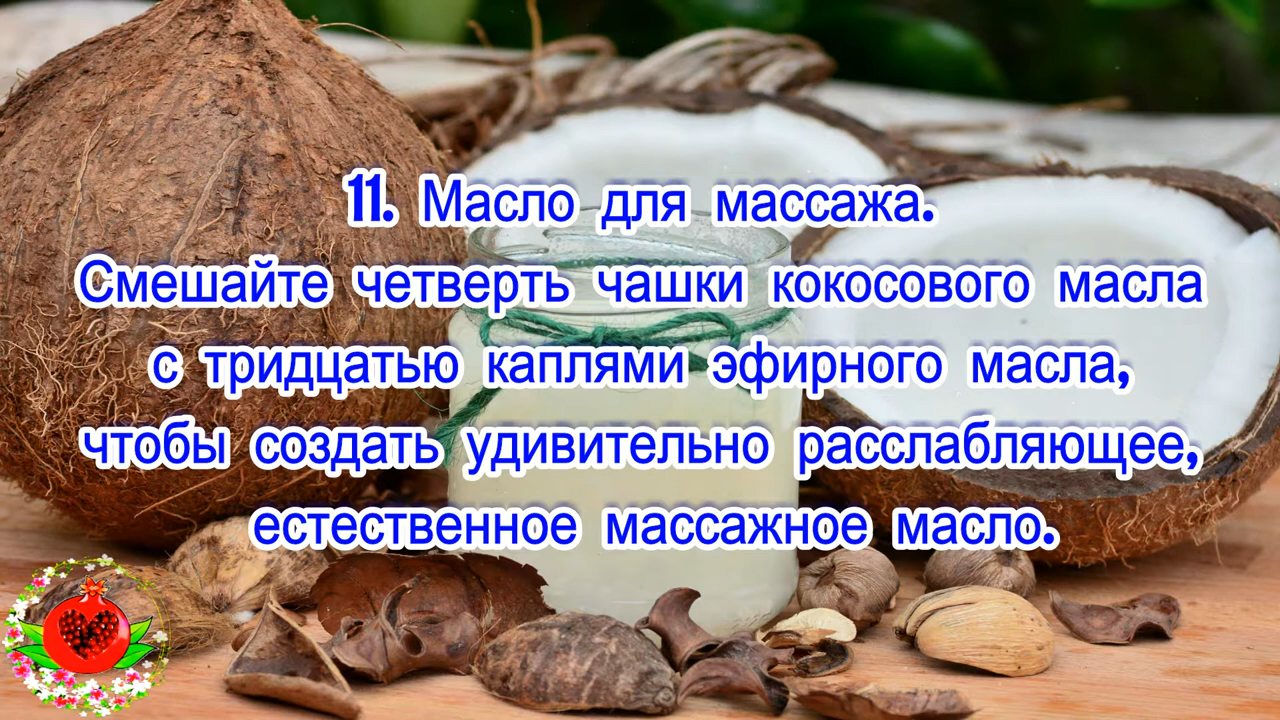 11. Масло для массажа.
Смешайте четверть чашки кокосового масла
с тридцатью каплями эфирного масла,
чтобы создать удивительно расслабляющее,
естественное массажное масло.